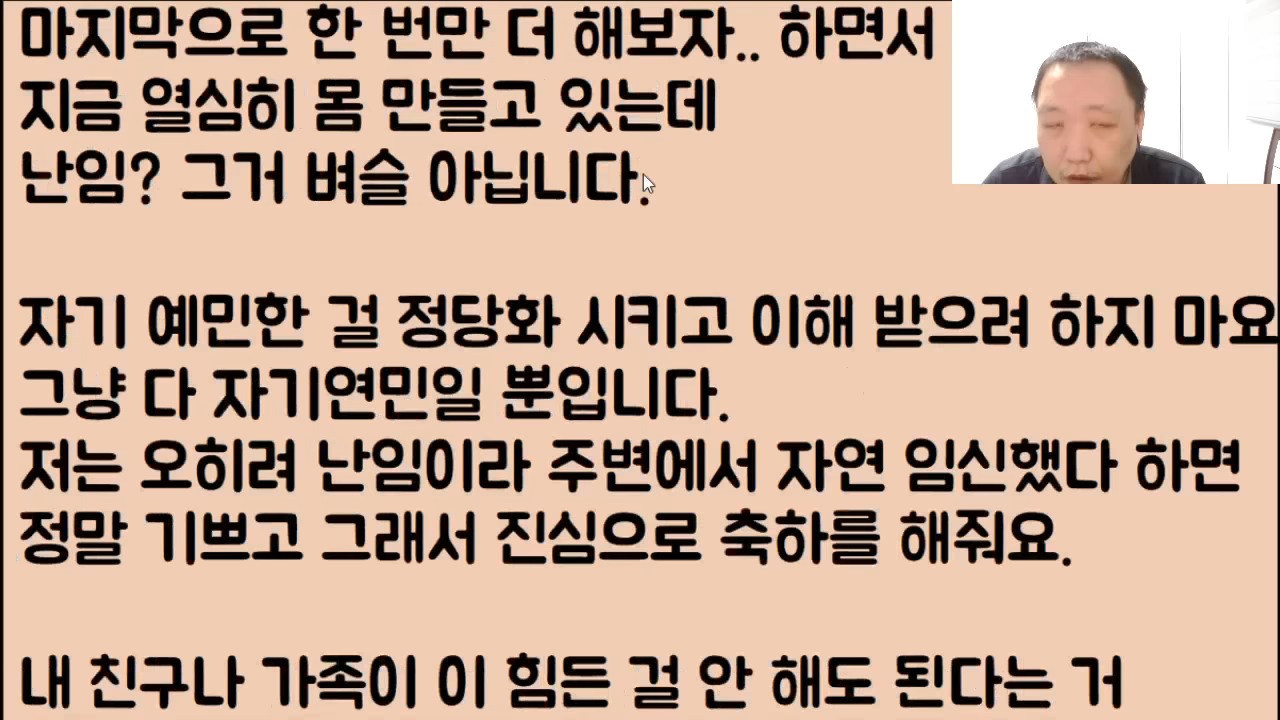 마지막으로 한 번만 더 해보자.. 하면서
지금 열심히 몸 만들고 있는데
난임? 그거 벼슬 아닙니다.
자기 예민한 걸 정당화 시키고 이해 받으려 하지 마요
그냥 다 자기연민일 뿐입니다.
저는 오히려 난임이라 주변에서 자연 임신했다 하면
정말 기쁘고 그래서 진심으로 축하를 해줘요.
내 친구나 가족이 이 힘든 걸 안 해도 된다는 거